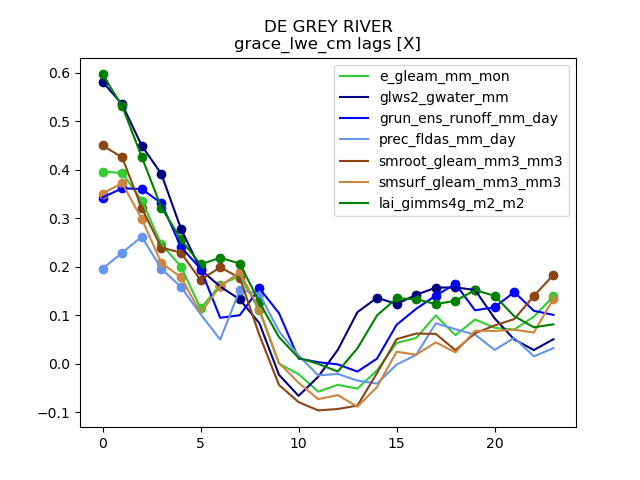 DE GREY RIVER
grace_lwe_cm lags [X]
e_gleam_mm_mon
glws2_gwater_mm
grun_ens_runoff_mm_day
prec_fldas_mm_day
smroot_gleam_mm3_mm3
smsurf_gleam_mm3_mm3
lai_gimms4g_m2_m2
0.6
0.5
0.4
0.3
0.2
0.1
0.0
−0.1
0 5 10 15 20